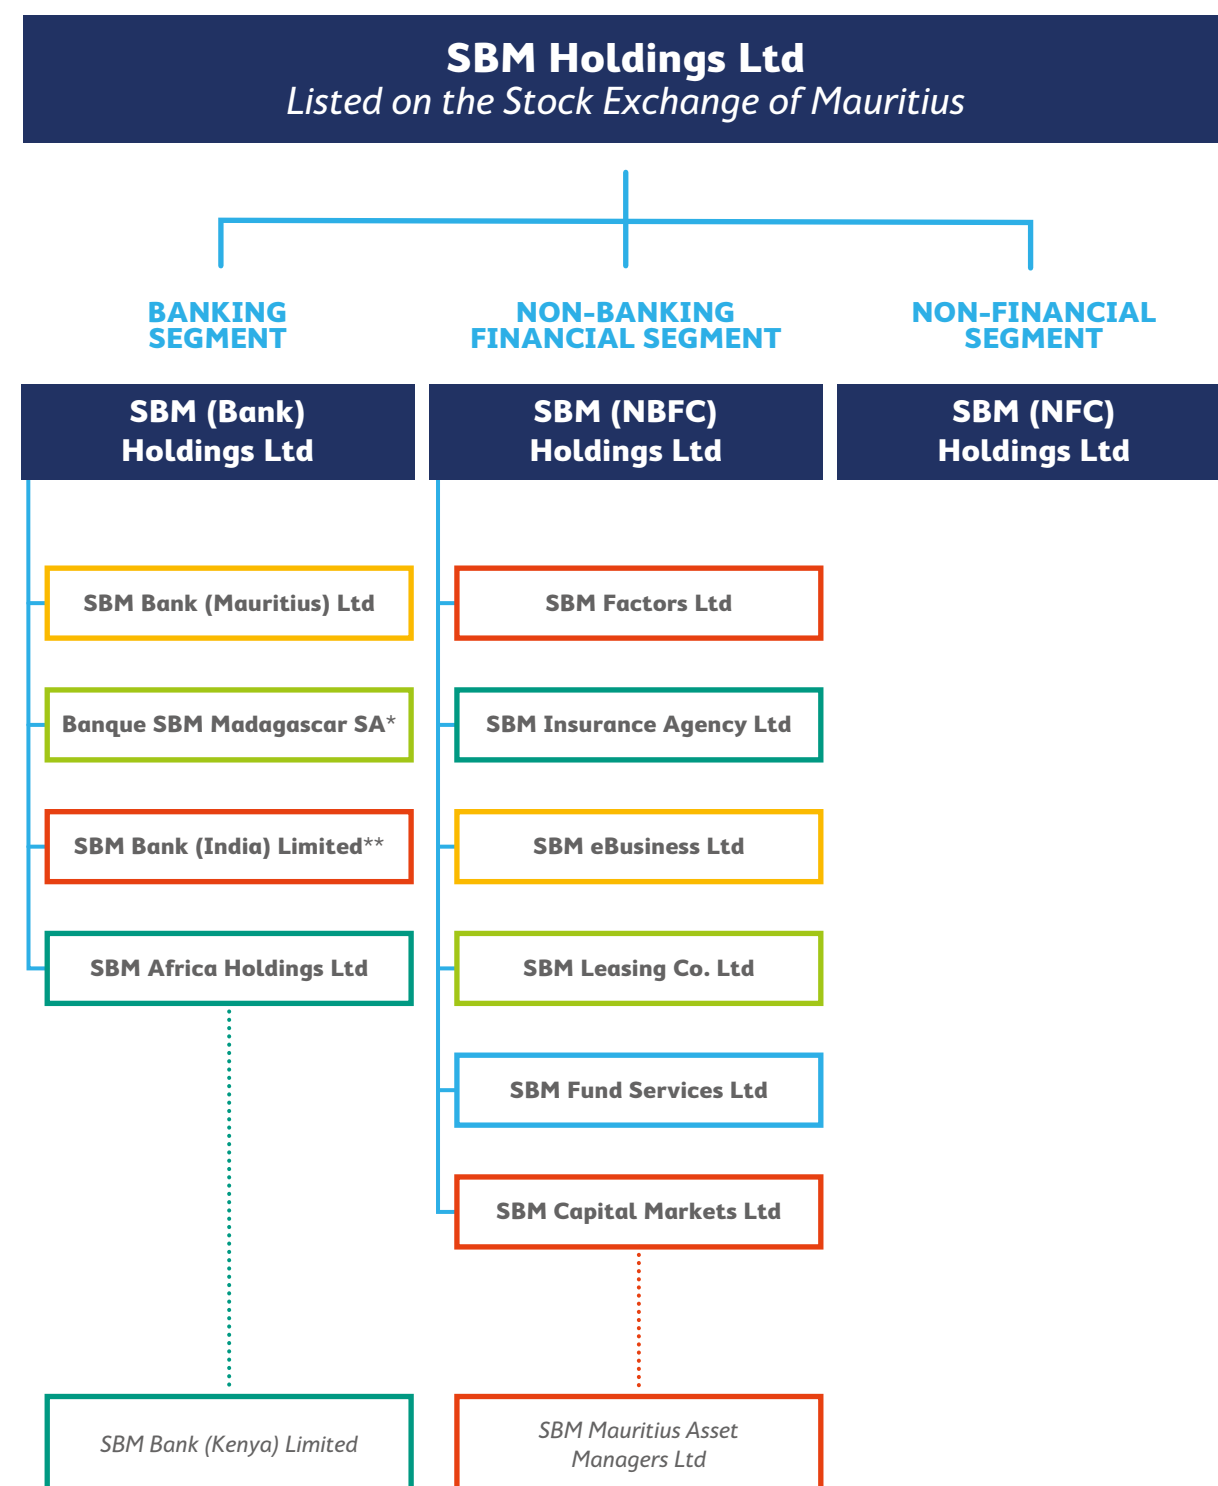 SBM Holdings Ltd
Listed on the Stock Exchange of Mauritius
BANKING
SEGMENT
NON-BANKING
FINANCIAL SEGMENT
NON-FINANCIAL
SEGMENT
SBM (Bank)
Holdings Ltd
SBM (NBFC)
Holdings Ltd
SBM (NFC)
Holdings Ltd
SBM Bank (Mauritius) Ltd
Banque SBM Madagascar SA*
SBM Bank (India) Limited**
SBM Africa Holdings Ltd
SBM Bank (Kenya) Limited
SBM Factors Ltd
SBM Insurance Agency Ltd
SBM eBusiness Ltd
SBM Leasing Co. Ltd
SBM Fund Services Ltd
SBM Capital Markets Ltd
SBM Mauritius Asset
Managers Ltd